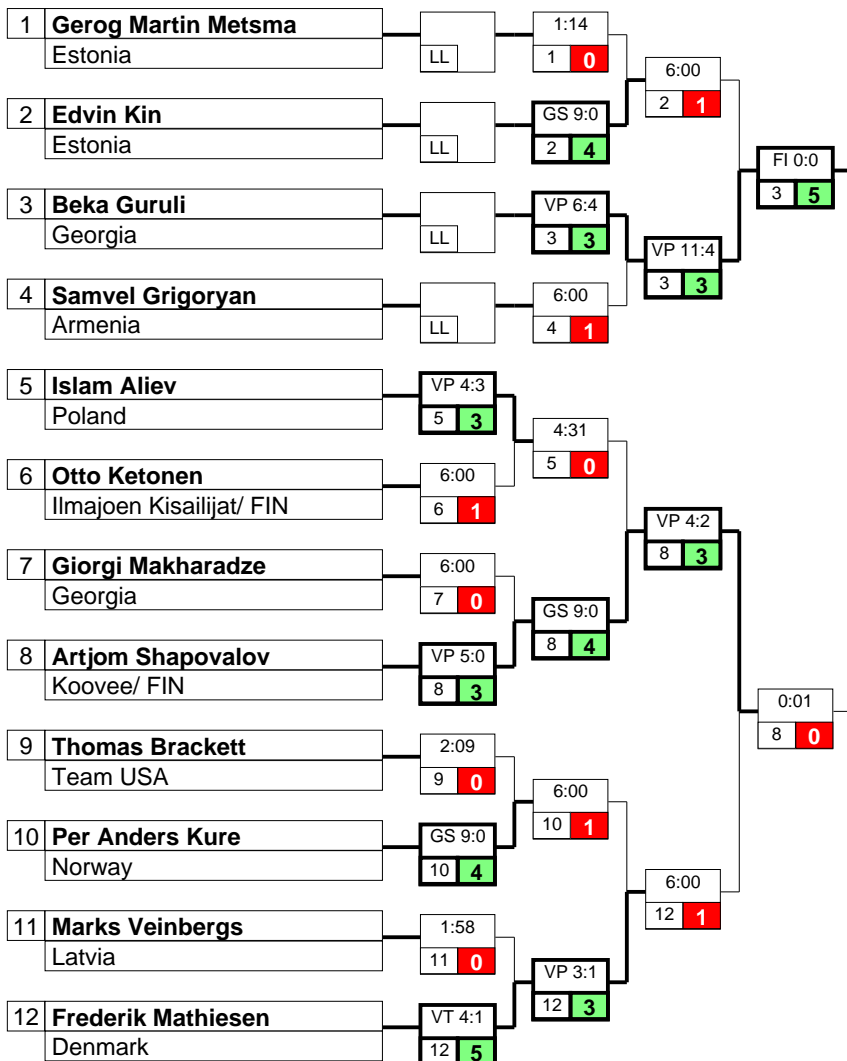 1 Gerog Martin Metsma
Estonia
LL
1:14
1 0
6:00
2 1
2 Edvin Kin
Estonia
LL
GS 9:0
2 4
FI 0:0
3 5
3 Beka Guruli
Georgia
LL
VP 6:4
3 3
VP 11:4
3 3
4 Samvel Grigoryan
Armenia
LL
6:00
4 1
5 Islam Aliev
Poland
VP 4:3
5 3
4:31
5 0
6 Otto Ketonen
Ilmajoen Kisailijat/ FIN
6:00
6 1
VP 4:2
8 3
7 Giorgi Makharadze
Georgia
6:00
7 0
GS 9:0
8 4
8 Artjom Shapovalov
Koovee/ FIN
VP 5:0
8 3
0:01
8 0
9 Thomas Brackett
Team USA
2:09
9 0
6:00
10 1
10 Per Anders Kure
Norway
GS 9:0
10 4
6:00
12 1
11 Marks Veinbergs
Latvia
1:58
11 0
VP 3:1
12 3
12 Frederik Mathiesen
Denmark
VT 4:1
12 5